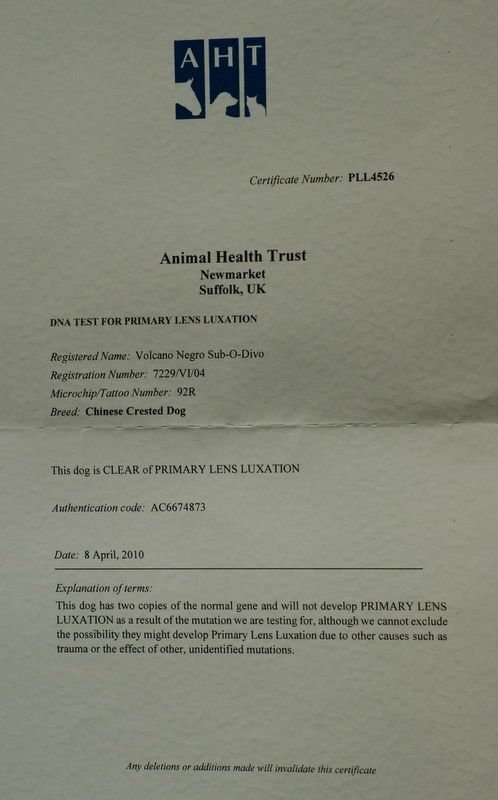 AHT
Certificate Number: PLL4526
Animal Health Trust
Newmarket
Suffolk, UK
DNA TEST FOR PRIMARY LENS LUXATION
Registered Name: Volcano Negro Sub-O-Divo
Registration Number: 7229/VI/04
Microchip/Tattoo Number: 92R
Breed: Chinese Crested Dog
This dog is CLEAR of PRIMARY LENS LUXATION
Authentication code: AC6674873
Date: 8 April, 2010
Explanation of terms:
This dog has two copies of the normal gene and will not develop PRIMARY LENS
LUXATION as a result of the mutation we are testing for, although we cannot exclude
the possibility they might develop Primary Lens Luxation due to other causes such as
trauma or the effect of other, unidentified mutations.
Any deletions or additions made will invalidate this certificate